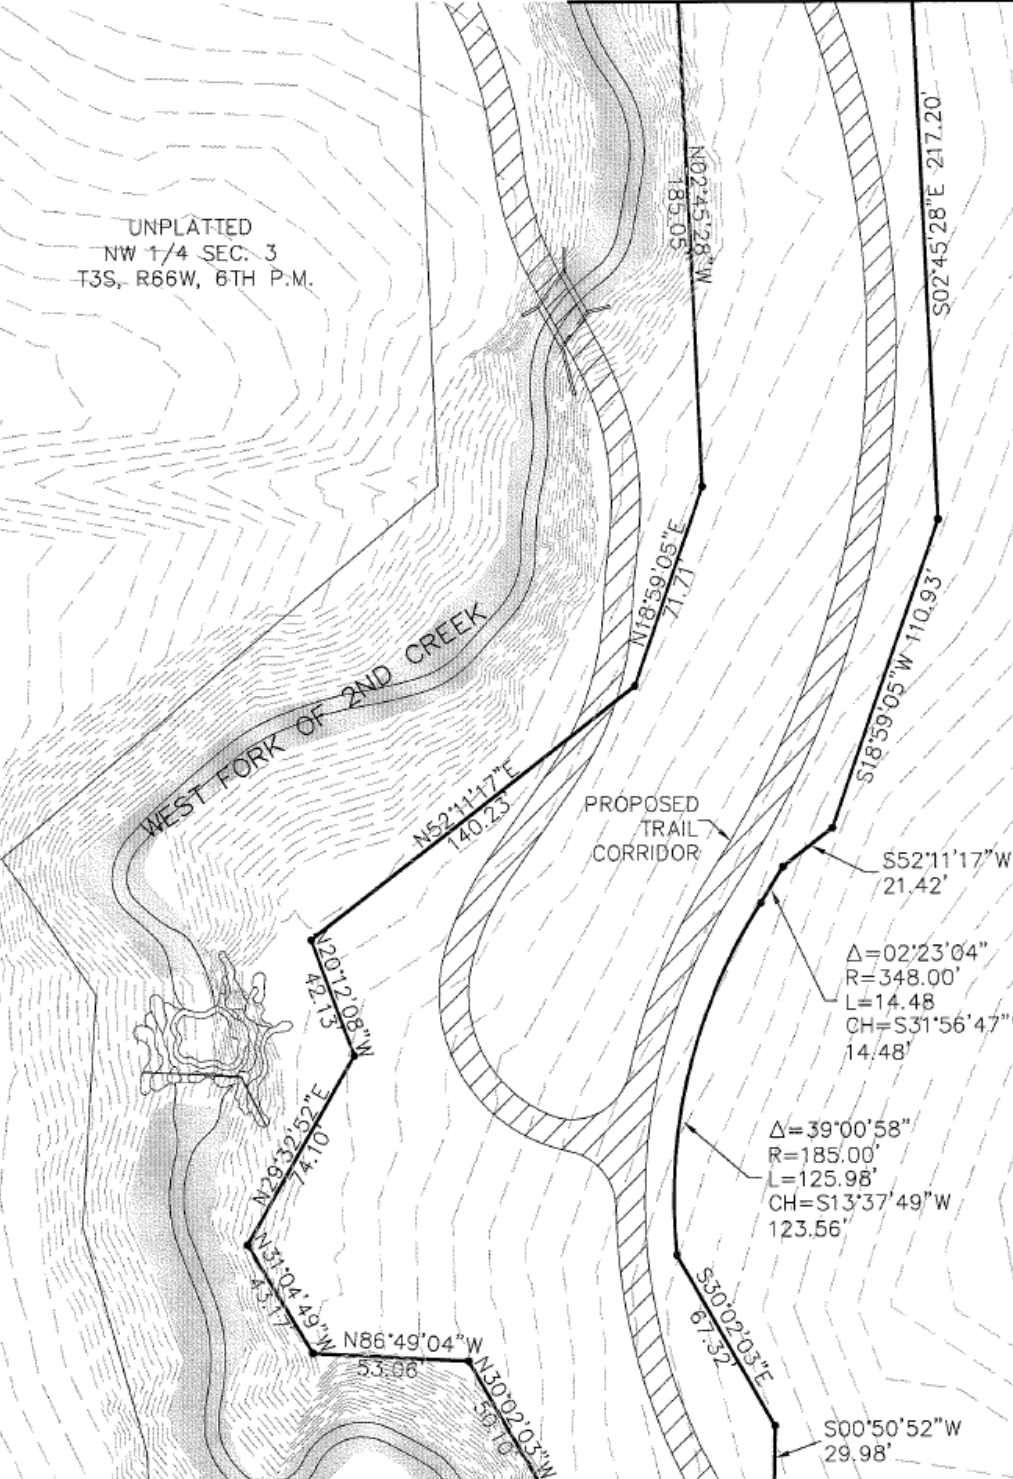 UNPLATTED
NW 1/4 SEC. 3
T3S, R66W, 6TH P.M.
N02°45'28"W
185.05'
S02°45'28"E 217.20'
N18°59'05"E
71.71'
S18°59'05"W 110.93'
WEST FORK OF 2ND CREEK
N52°11'17"E
140.23'
PROPOSED
TRAIL
CORRIDOR
S52°11'17"W
21.42'
N20°12'08"W
42.13'
Δ=02°23'04"
R=348.00'
L=14.48
CH=S31°56'47"
14.48'
N29°32'52"E
74.10'
Δ=39°00'58"
R=185.00'
L=125.98'
CH=S13°37'49"W
123.56'
N31°04'49"W
43.17'
S30°02'03"E
67.32'
N86°49'04"W
53.06'
N30°02'03"W
50.10'
S00°50'52"W
29.98'